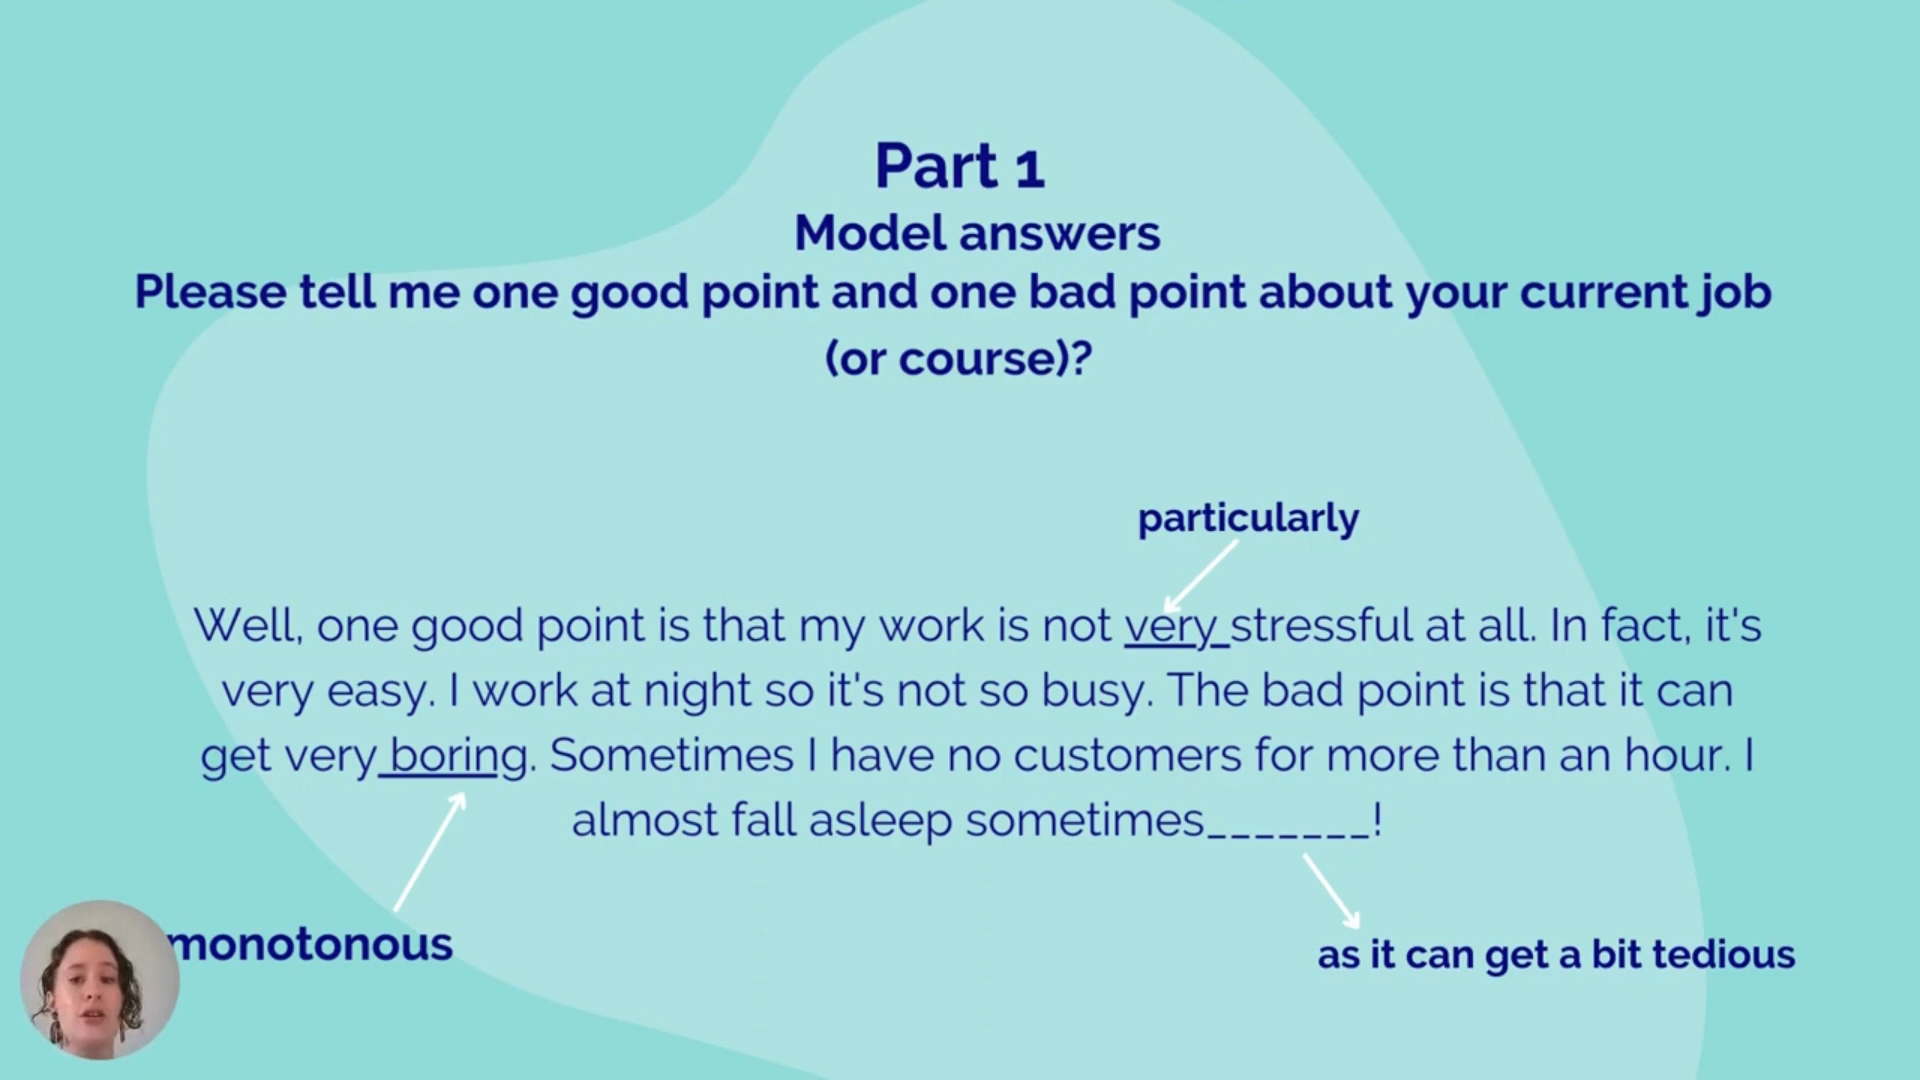 Part 1
Model answers
Please tell me one good point and one bad point about your current job
(or course)?
particularly
Well, one good point is that my work is not very stressful at all. In fact, it's
very easy. I work at night so it's not so busy. The bad point is that it can
get very boring. Sometimes I have no customers for more than an hour. I
almost fall asleep sometimes_______!
monotonous
as it can get a bit tedious